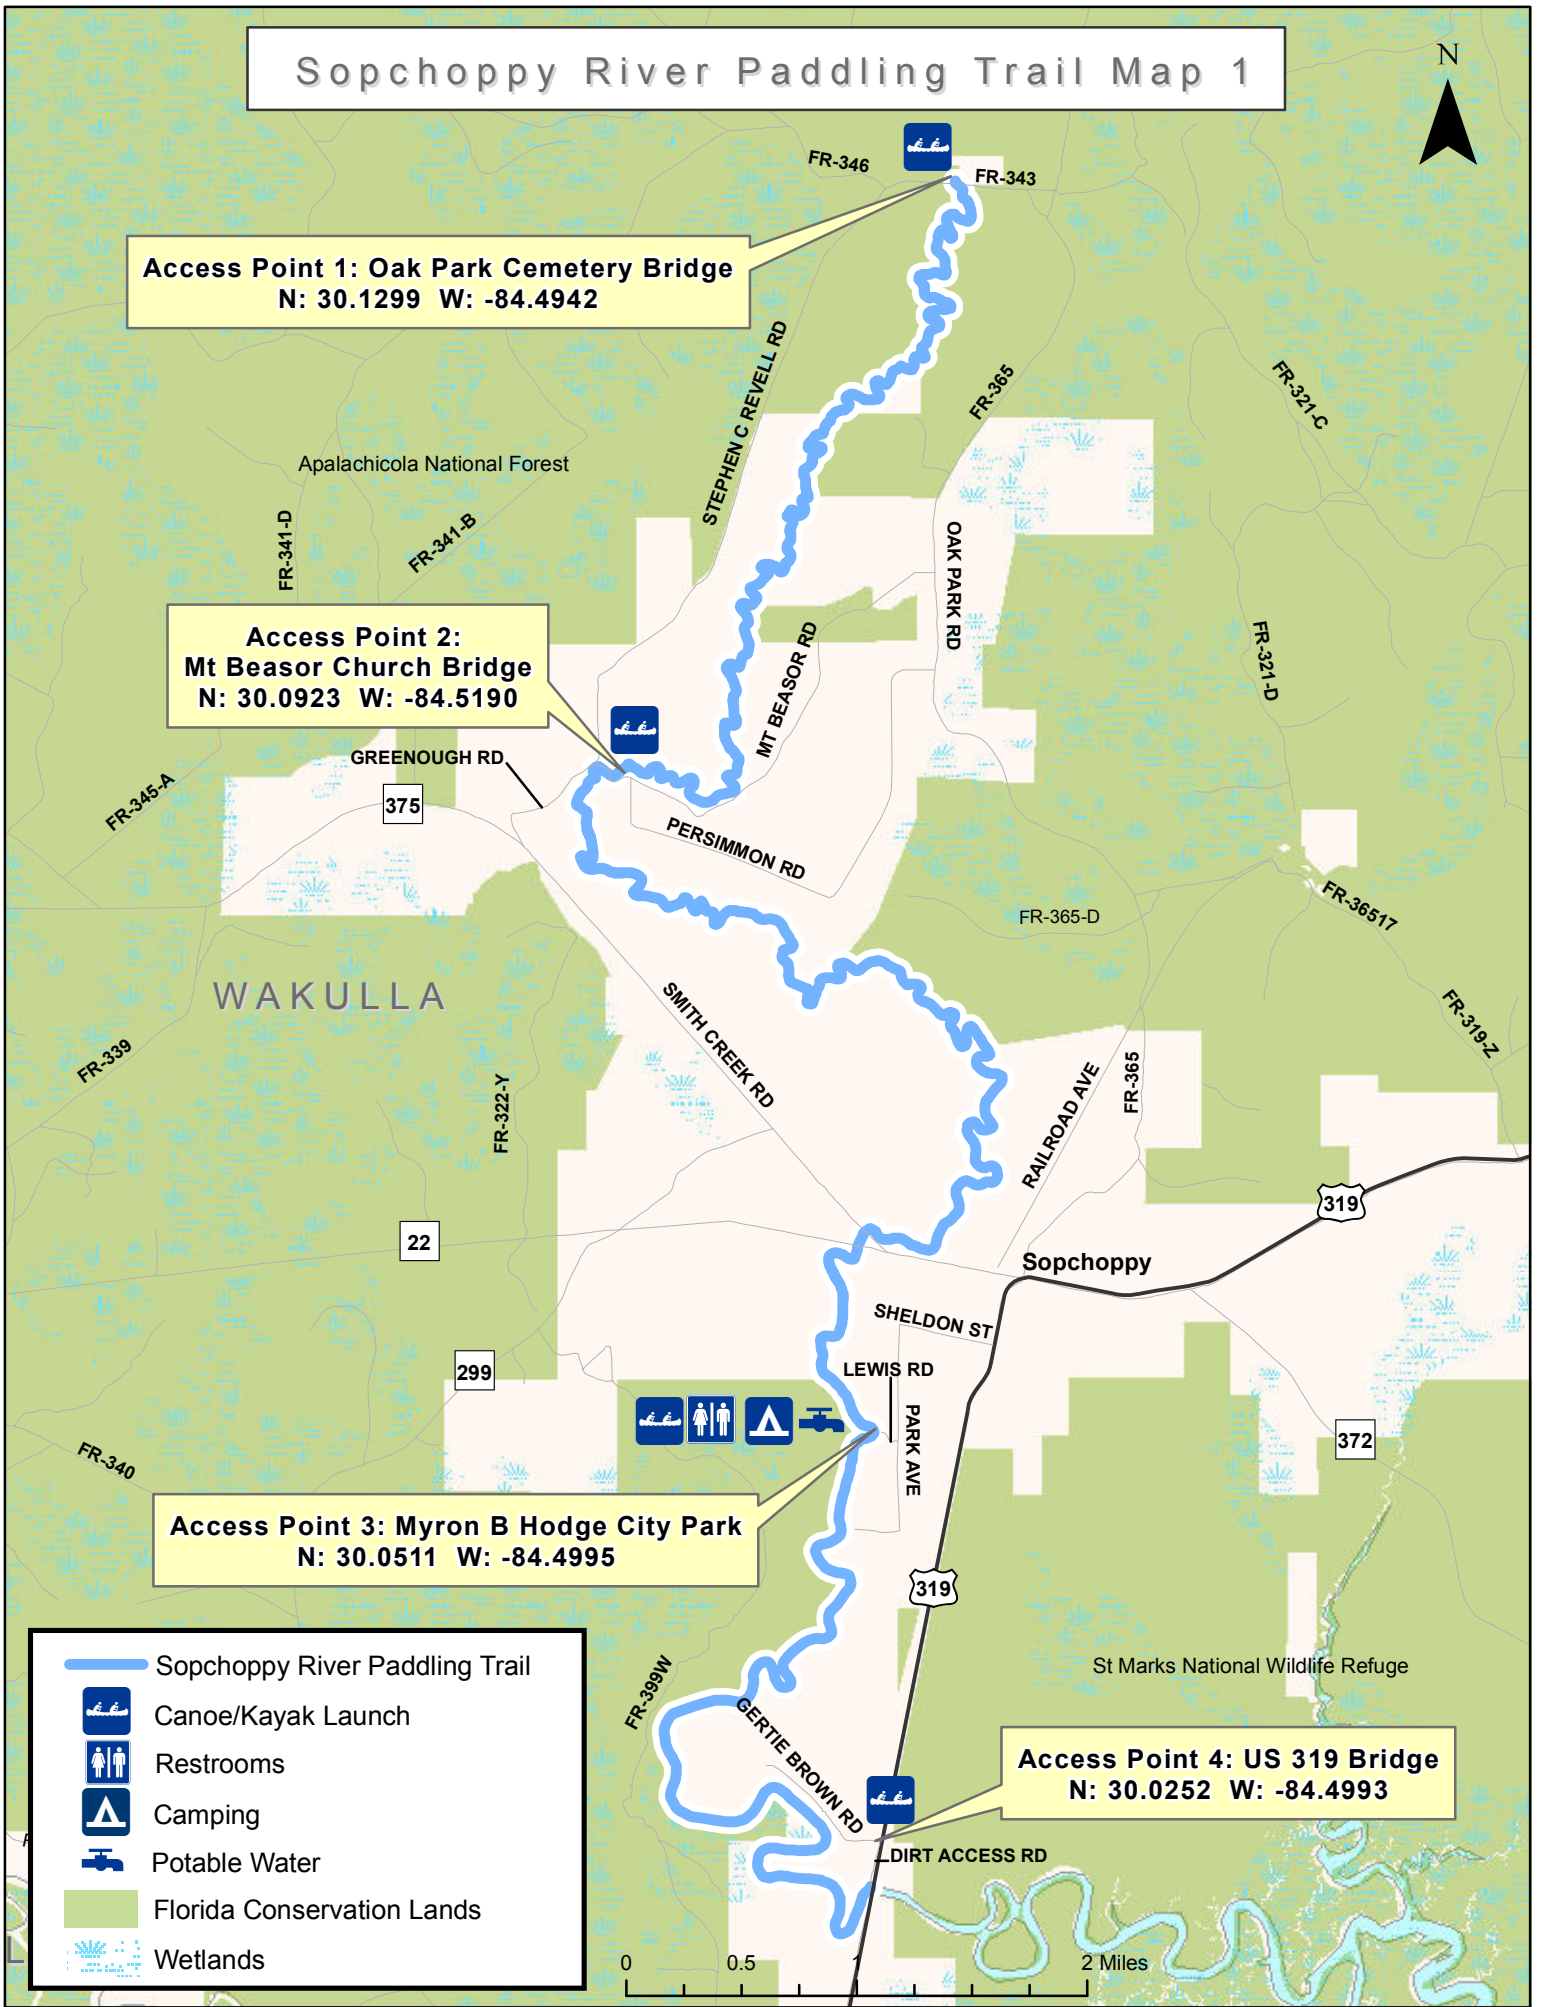 Sopchoppy River Paddling Trail Map 1
N
FR-346
FR-343
Access Point 1: Oak Park Cemetery Bridge
N: 30.1299 W: -84.4942
STEPHEN C REVELL RD
FR-365
FR-321-C
Apalachicola National Forest
FR-341-D
FR-341-B
OAK PARK RD
Access Point 2:
Mt Beasor Church Bridge
N: 30.0923 W: -84.5190
MT BEASOR RD
FR-321-D
GREENOUGH RD
FR-345-A
375
PERSIMMON RD
FR-365-D
FR-36517
WAKULLA
SMITH CREEK RD
FR-319-Z
FR-339
FR-322-Y
RAILROAD AVE
FR-365
319
22
Sopchoppy
SHELDON ST
299
LEWIS RD
PARK AVE
372
FR-340
Access Point 3: Myron B Hodge City Park
N: 30.0511 W: -84.4995
319
FR-399W
St Marks National Wildlife Refuge
GERTIE BROWN RD
Access Point 4: US 319 Bridge
N: 30.0252 W: -84.4993
DIRT ACCESS RD
Sopchoppy River Paddling Trail
Canoe/Kayak Launch
Restrooms
Camping
Potable Water
Florida Conservation Lands
Wetlands
0 0.5 1 2 Miles